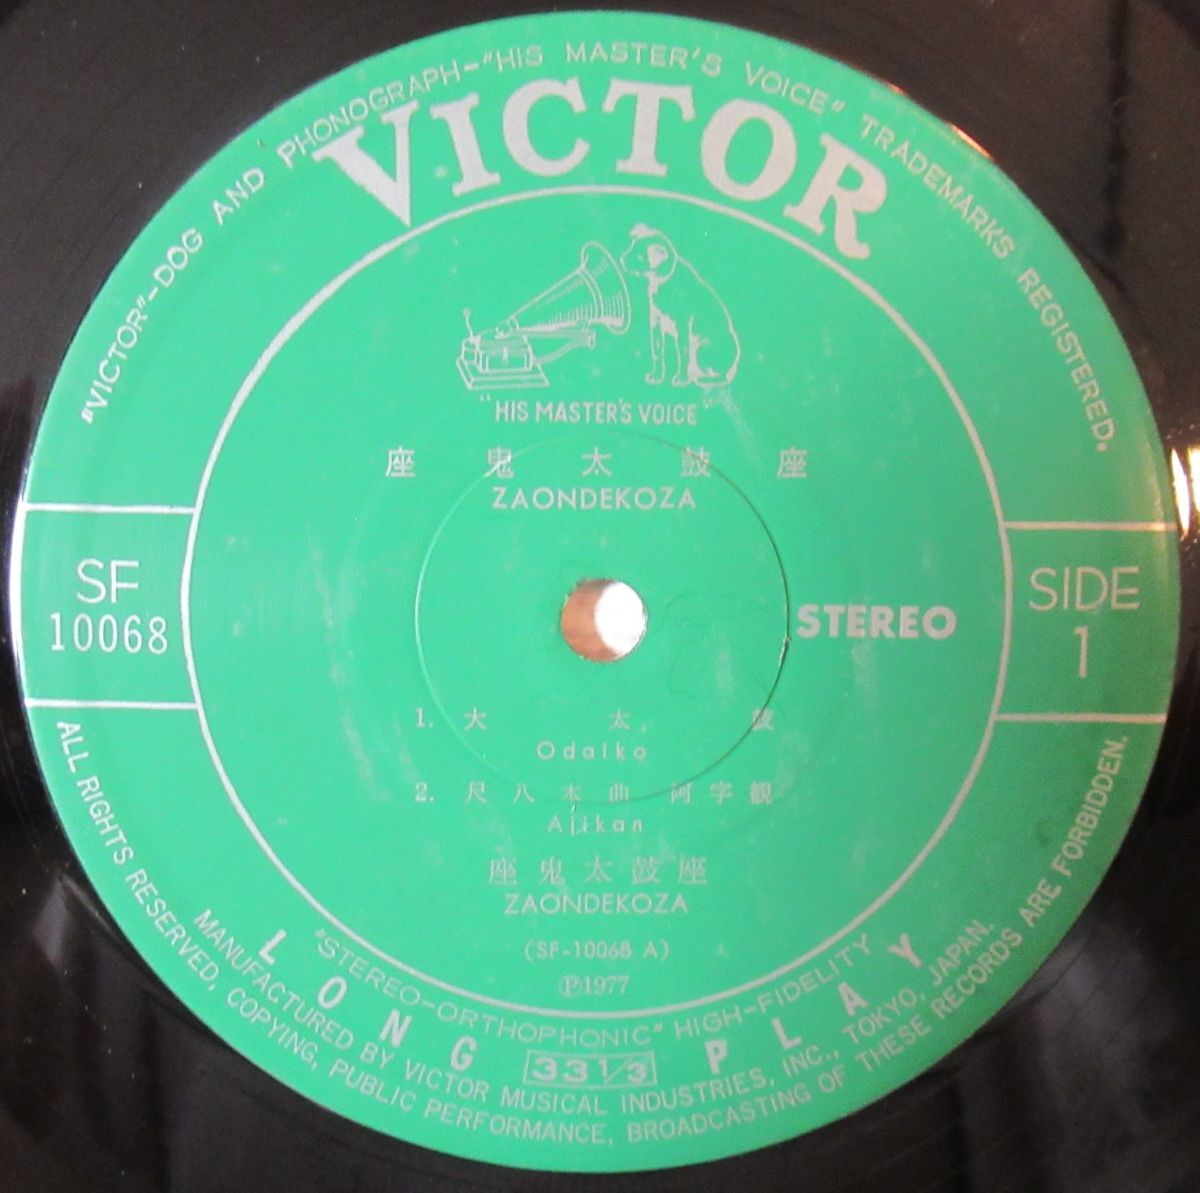 "VICTOR"-DOG AND PHONOGRAPH-"HIS MASTER'S VOICE" TRADEMARKS REGISTERED.
VICTOR
"HIS MASTER'S VOICE"
座鬼太鼓座
ZAONDEKOZA
SF
10068
STEREO
SIDE
1
1. 大太鼓
Odaiko
2. 尺八本曲 阿字観
Ajikan
座鬼太鼓座
ZAONDEKOZA
(SF-10068 A)
Ⓟ1977
"STEREO-ORTHOPHONIC" HIGH-FIDELITY
LONG 33 1/3 PLAY
MANUFACTURED BY VICTOR MUSICAL INDUSTRIES, INC., TOKYO, JAPAN.
ALL RIGHTS RESERVED, COPYING, PUBLIC PERFORMANCE, BROADCASTING OF THESE RECORDS ARE FORBIDDEN.